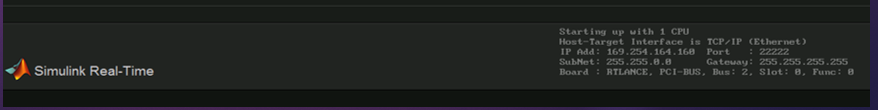 Starting up with 1 CPU
Host-Target Interface is TCP/IP (Ethernet)
IP Add: 169.254.164.160 Port : 22222
SubNet: 255.255.0.0 Gateway: 255.255.255.255
Board : RTLANCE, PCI-BUS, Bus: 2, Slot: 0, Func: 0
Simulink Real-Time